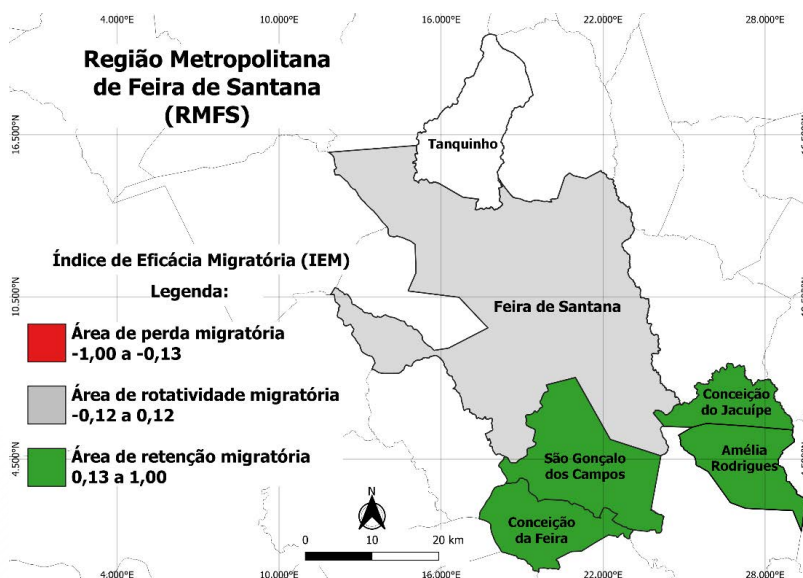 4.000°E
16.000°E
22.000°E
28.000°E
Região Metropolitana
de Feira de Santana
(RMFS)
16.500°N
Tanquinho
Índice de Eficácia Migratória (IEM)
Legenda:
10.500°N
Feira de Santana
Área de perda migratória
-1,00 a -0,13
Área de rotatividade migratória
-0,12 a 0,12
Conceição
do Jacuípe
Área de retenção migratória
0,13 a 1,00
4.500°N
São Gonçalo
dos Campos
Amélia
Rodrigues
N
Conceição
da Feira
0 10 20 km
4.000°E
10.000°E
16.000°E
22.000°E
28.000°E